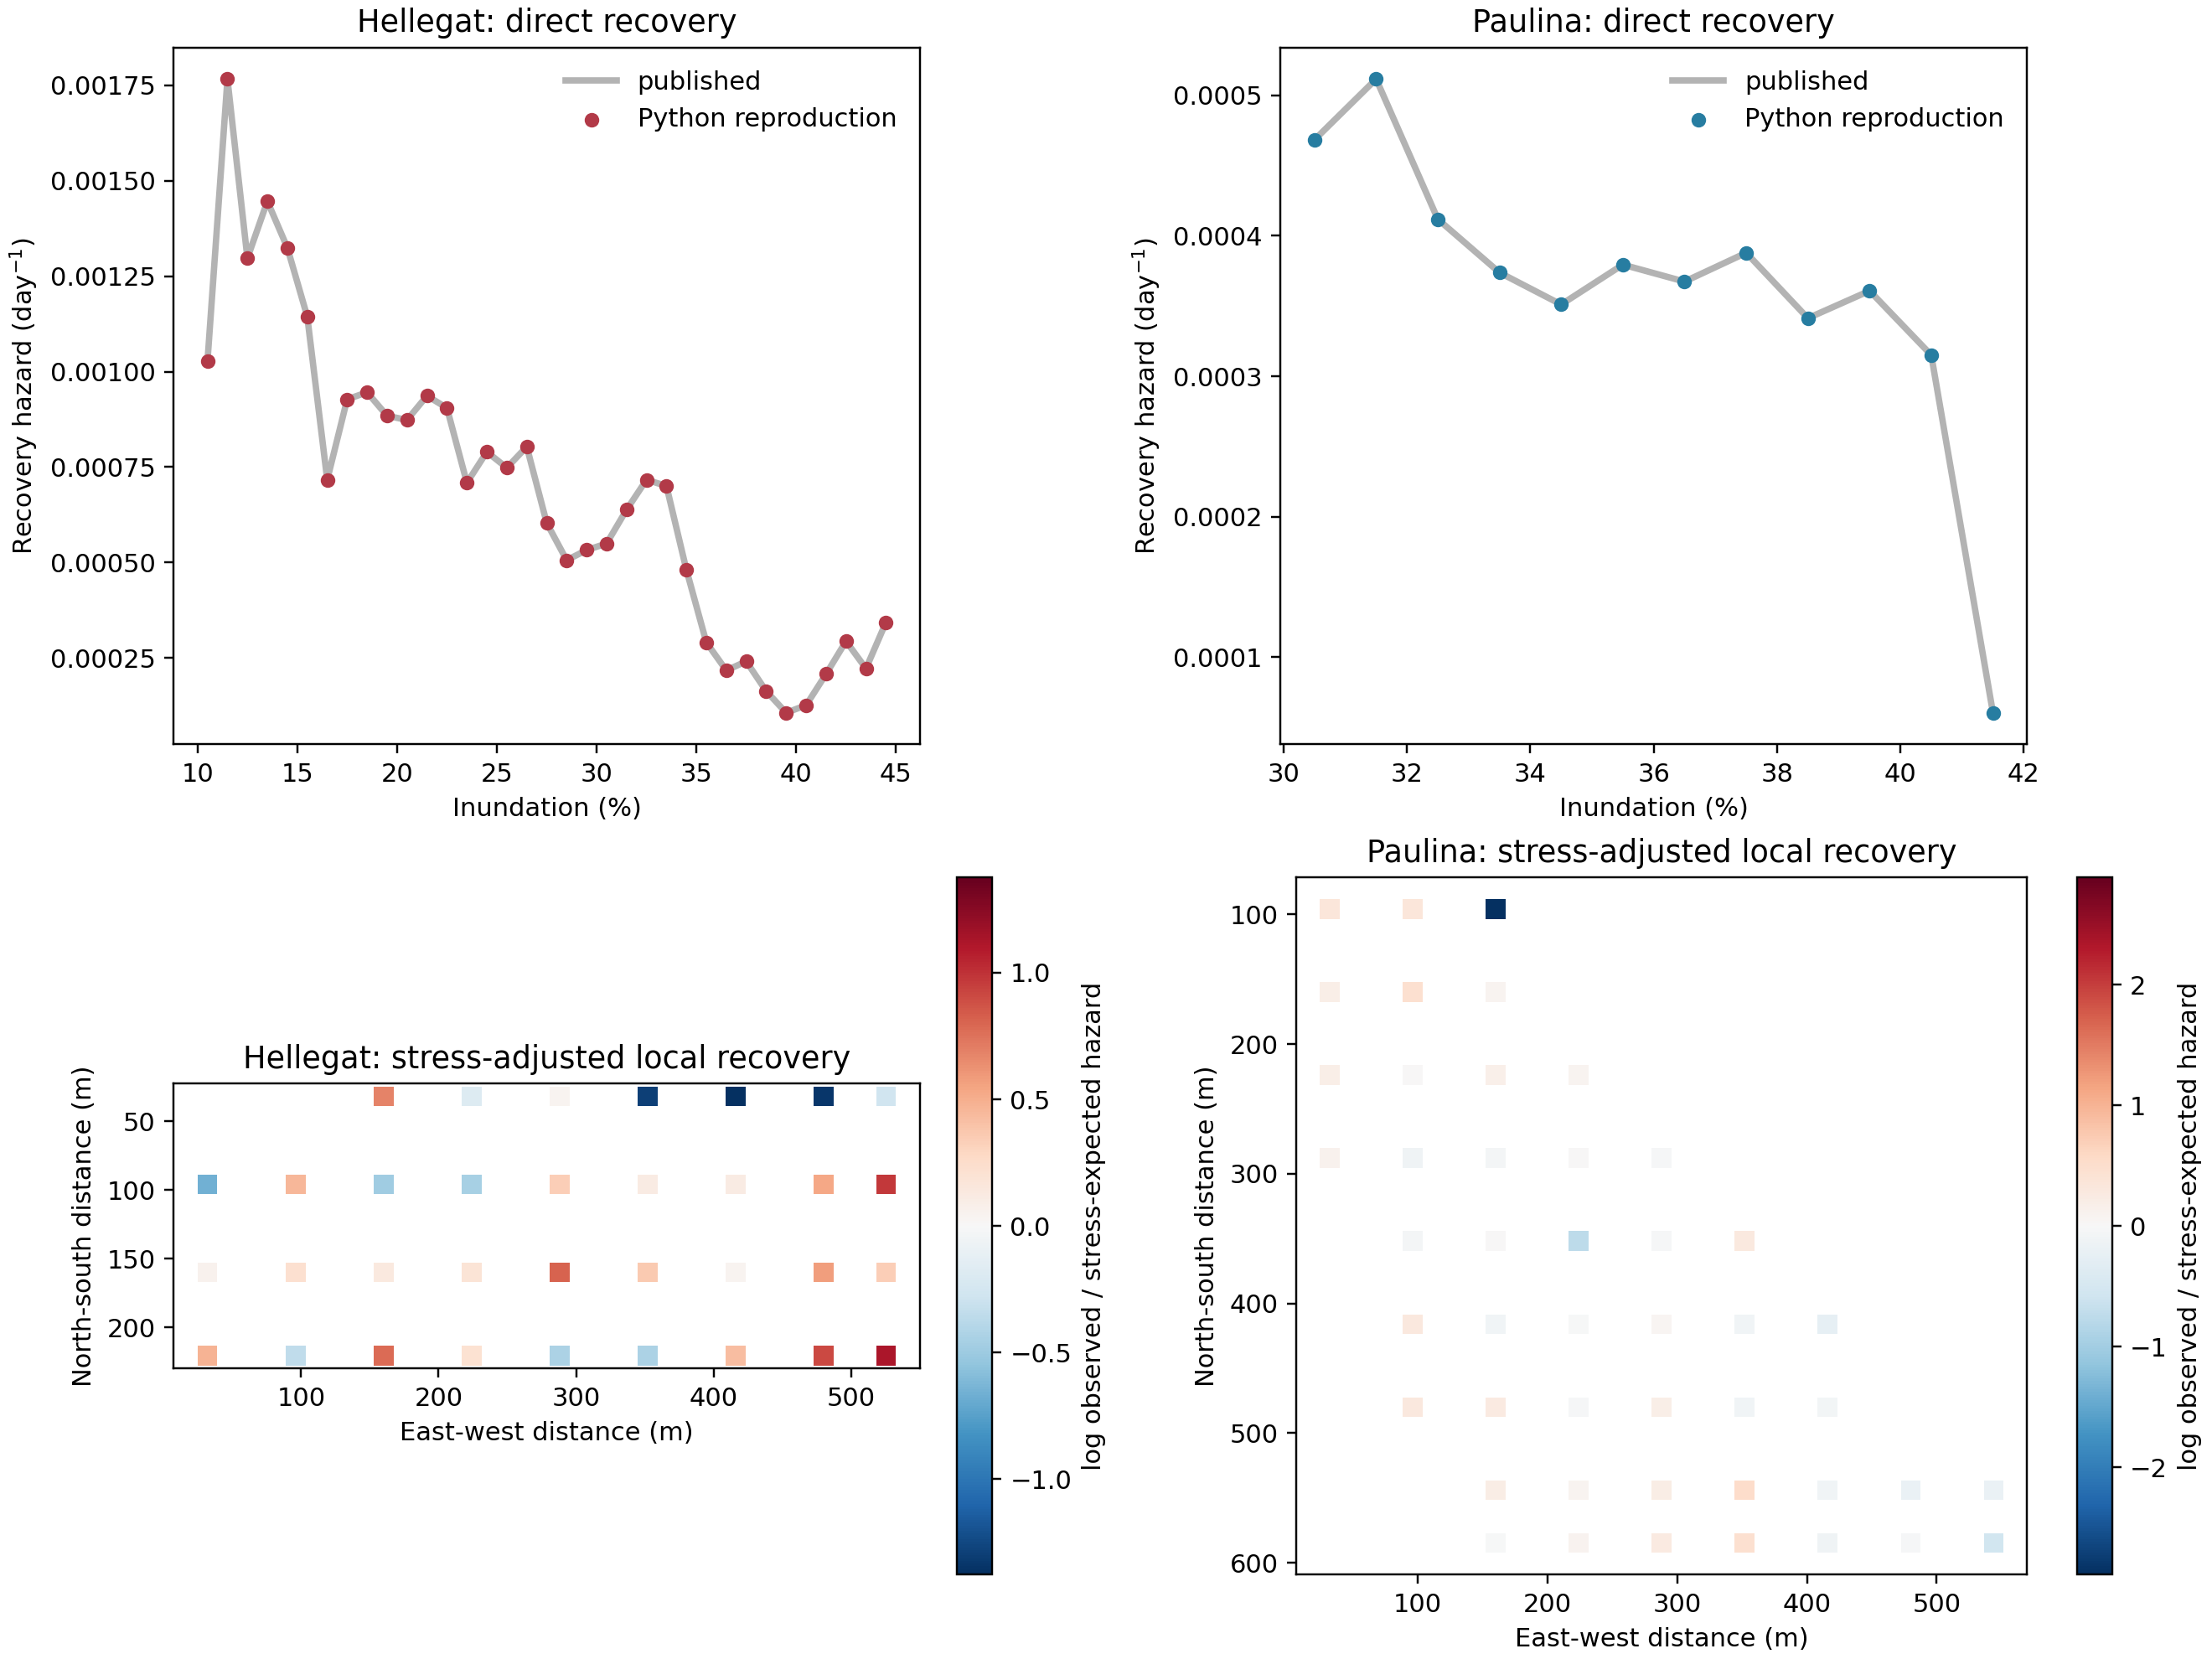 Hellegat: direct recovery
published
Python reproduction
Recovery hazard (day⁻¹)
0.00175
0.00150
0.00125
0.00100
0.00075
0.00050
0.00025
10 15 20 25 30 35 40 45
Inundation (%)
Paulina: direct recovery
published
Python reproduction
Recovery hazard (day⁻¹)
0.0005
0.0004
0.0003
0.0002
0.0001
30 32 34 36 38 40 42
Inundation (%)
Hellegat: stress-adjusted local recovery
North-south distance (m)
50
100
150
200
100 200 300 400 500
East-west distance (m)
1.0
0.5
0.0
−0.5
−1.0
log observed / stress-expected hazard
Paulina: stress-adjusted local recovery
North-south distance (m)
100
200
300
400
500
600
100 200 300 400 500
East-west distance (m)
2
1
0
−1
−2
log observed / stress-expected hazard